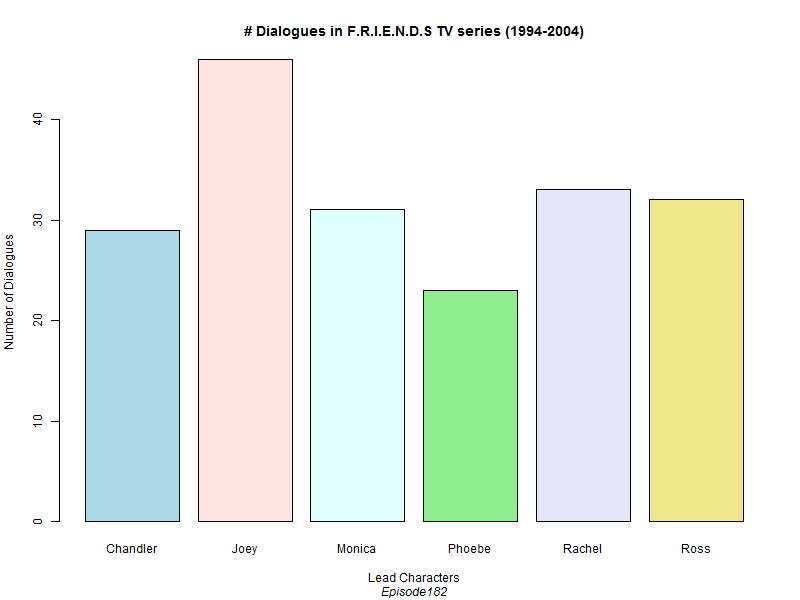 # Dialogues in F.R.I.E.N.D.S TV series (1994-2004)
Number of Dialogues
40
30
20
10
0
Chandler Joey Monica Phoebe Rachel Ross
Lead Characters
Episode182